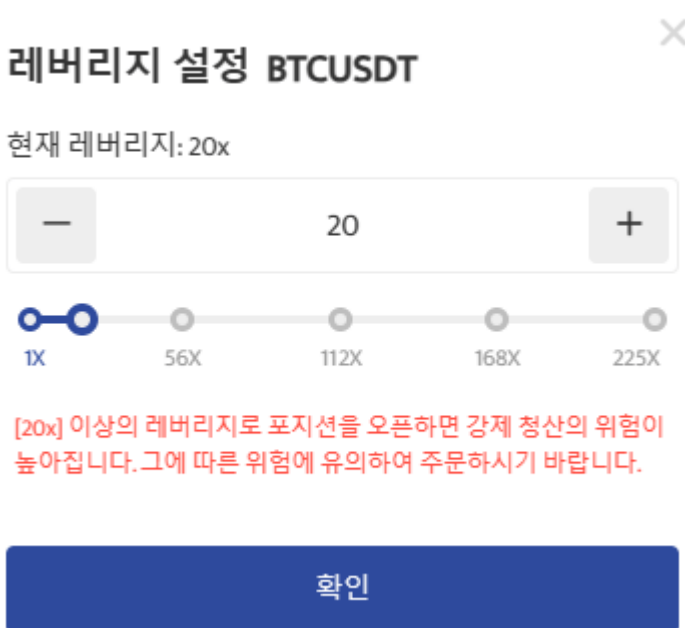 레버리지 설정 BTCUSDT
현재 레버리지: 20x
20
1X 56X 112X 168X 225X
[20x] 이상의 레버리지로 포지션을 오픈하면 강제 청산의 위험이
높아집니다. 그에 따른 위험에 유의하여 주문하시기 바랍니다.
확인